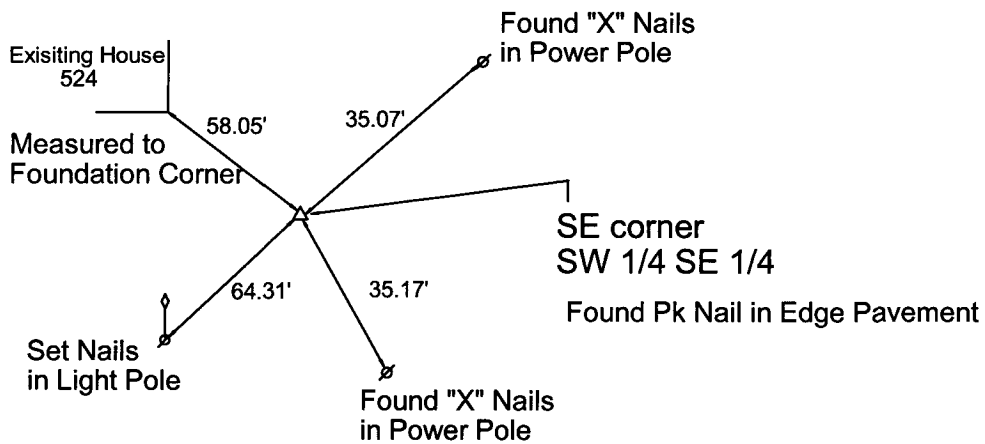 Found "X" Nails
in Power Pole
Exisiting House
524
58.05'
35.07'
Measured to
Foundation Corner
SE corner
SW 1/4 SE 1/4
64.31'
35.17'
Found Pk Nail in Edge Pavement
Set Nails
in Light Pole
Found "X" Nails
in Power Pole